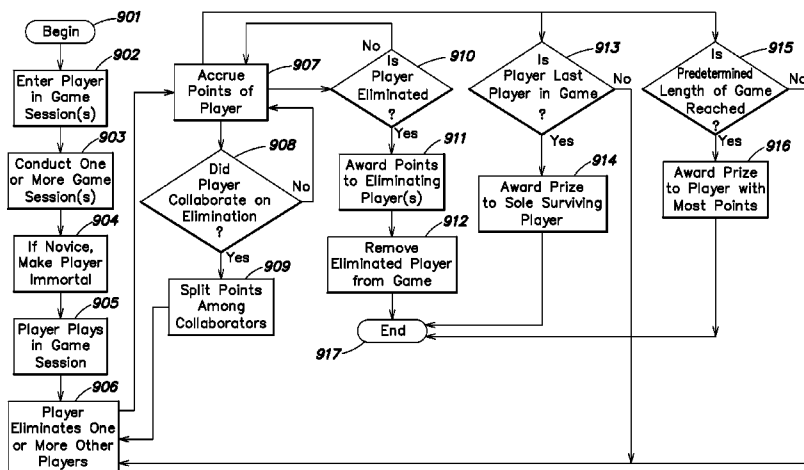 901
Begin
902
Enter Player
in Game
Session(s)
903
Conduct One
or More Game
Session(s)
904
If Novice,
Make Player
Immortal
905
Player Plays
in Game
Session
906
Player
Eliminates One
or More Other
Players
907
Accrue
Points of
Player
908
Did
Player
Collaborate on
Elimination
?
No
Yes
909
Split Points
Among
Collaborators
No
910
Is
Player
Eliminated
?
Yes
911
Award Points
to Eliminating
Player(s)
912
Remove
Eliminated Player
from Game
End
917
913
Is
Player Last
Player in Game
?
No
Yes
914
Award Prize
to Sole Surviving
Player
915
Is
Predetermined
Length of Game
Reached
?
No
Yes
916
Award Prize
to Player with
Most Points